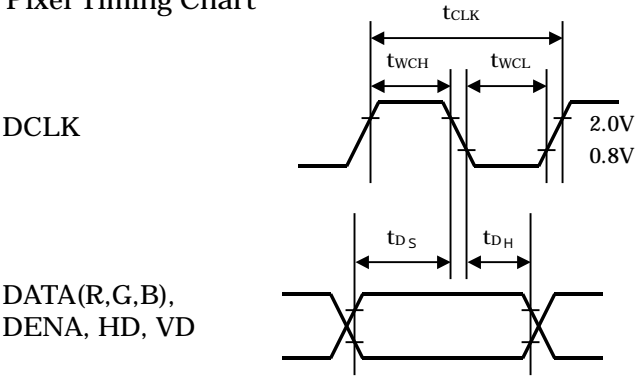 Pixel Timing Chart
tCLK
tWCH
tWCL
DCLK
2.0V
0.8V
tDS
tDH
DATA(R,G,B),
DENA, HD, VD